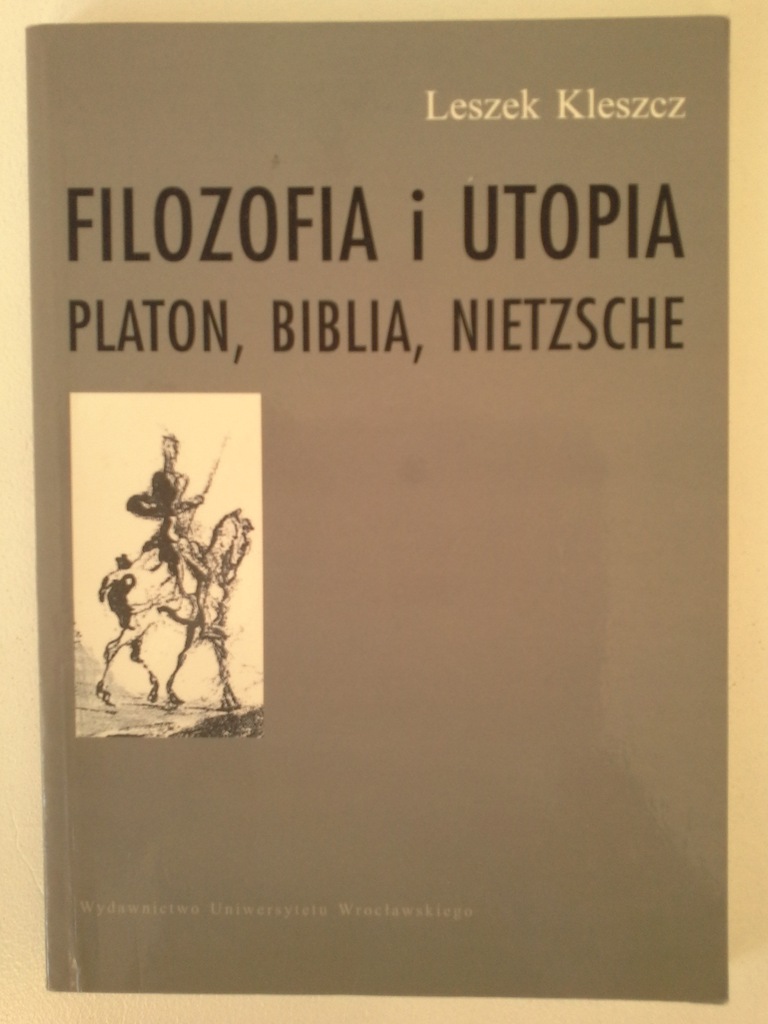 Leszek Kleszcz
FILOZOFIA i UTOPIA
PLATON, BIBLIA, NIETZSCHE
Wydawnictwo Uniwersytetu Wrocławskiego